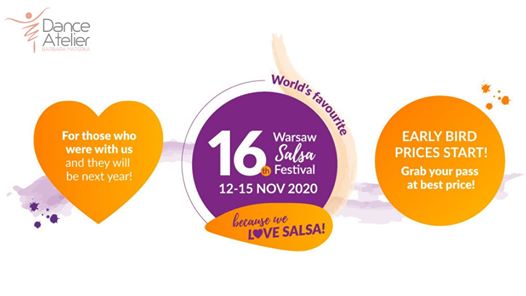 Dance
Atelier
For those who
were with us
and they will
be next year!
World's favourite
16th
Warsaw
Salsa
Festival
12-15 NOV 2020
because we
LOVE SALSA!
EARLY BIRD
PRICES START!
Grab your pass
at best price!